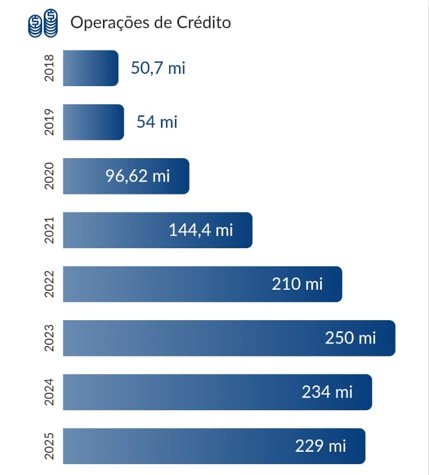 Operações de Crédito
2018
50,7 mi
2019
54 mi
2020
96,62 mi
2021
144,4 mi
2022
210 mi
2023
250 mi
2024
234 mi
2025
229 mi